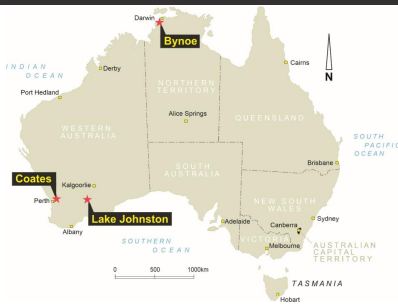 Darwin
Bynoe
INDIAN
OCEAN
Derby
Cairns
N
Port Hedland
NORTHERN
TERRITORY
Alice Springs
QUEENSLAND
WESTERN
AUSTRALIA
SOUTH
PACIFIC
OCEAN
SOUTH
AUSTRALIA
Brisbane
Coates
Kalgoorlie
Perth
Lake Johnston
NEW SOUTH
WALES
Albany
Adelaide
Sydney
Canberra
SOUTHERN
OCEAN
VICTORIA
AUSTRALIAN
CAPITAL
TERRITORY
Melbourne
0 500 1000km
TASMANIA
Hobart